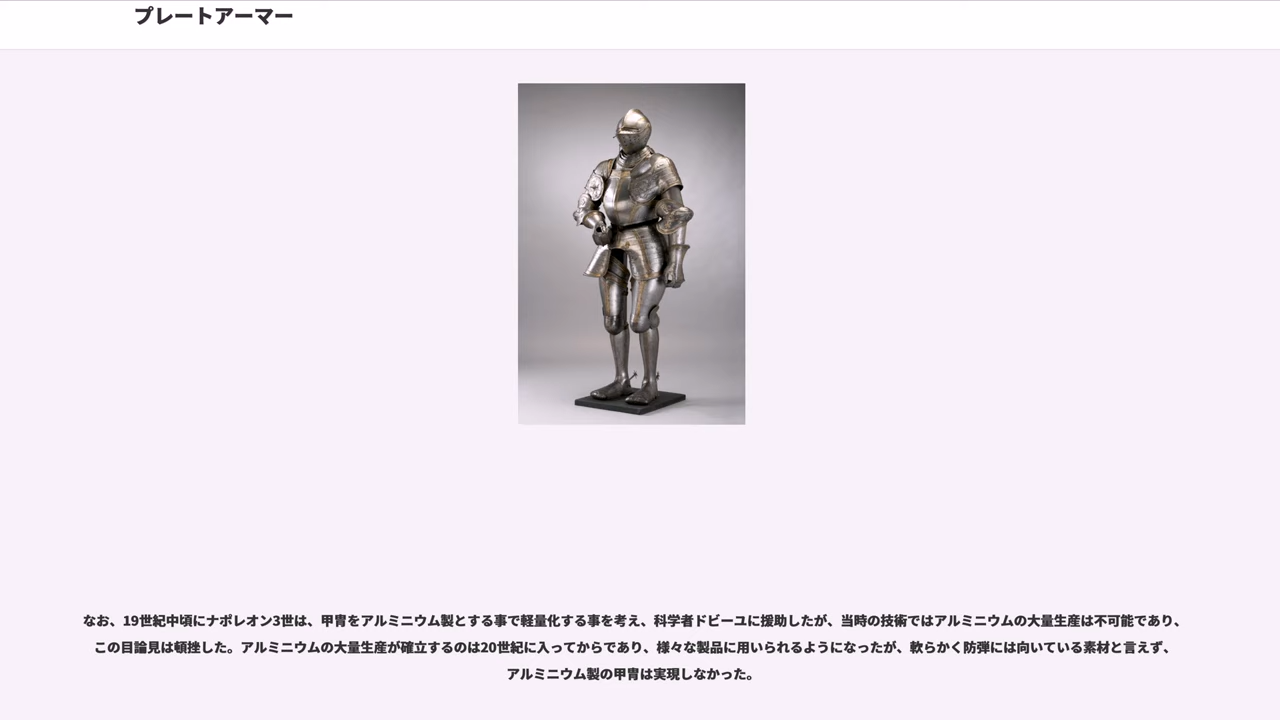 プレートアーマー
なお、19世紀中頃にナポレオン3世は、甲冑をアルミニウム製とする事で軽量化する事を考え、科学者ドビーユに援助したが、当時の技術ではアルミニウムの大量生産は不可能であり、
この目論見は頓挫した。アルミニウムの大量生産が確立するのは20世紀に入ってからであり、様々な製品に用いられるようになったが、軟らかく防弾には向いている素材と言えず、
アルミニウム製の甲冑は実現しなかった。